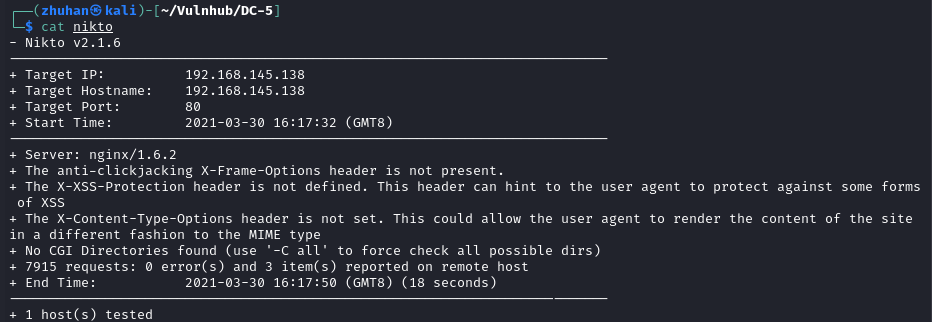 ┌──(zhuhan㉿kali)-[~/Vulnhub/DC-5]
└─$ cat nikto
- Nikto v2.1.6
---------------------------------------------------------------------------
+ Target IP:          192.168.145.138
+ Target Hostname:    192.168.145.138
+ Target Port:        80
+ Start Time:         2021-03-30 16:17:32 (GMT8)
---------------------------------------------------------------------------
+ Server: nginx/1.6.2
+ The anti-clickjacking X-Frame-Options header is not present.
+ The X-XSS-Protection header is not defined. This header can hint to the user agent to protect against some forms
 of XSS
+ The X-Content-Type-Options header is not set. This could allow the user agent to render the content of the site
in a different fashion to the MIME type
+ No CGI Directories found (use '-C all' to force check all possible dirs)
+ 7915 requests: 0 error(s) and 3 item(s) reported on remote host
+ End Time:           2021-03-30 16:17:50 (GMT8) (18 seconds)
---------------------------------------------------------------------------
+ 1 host(s) tested